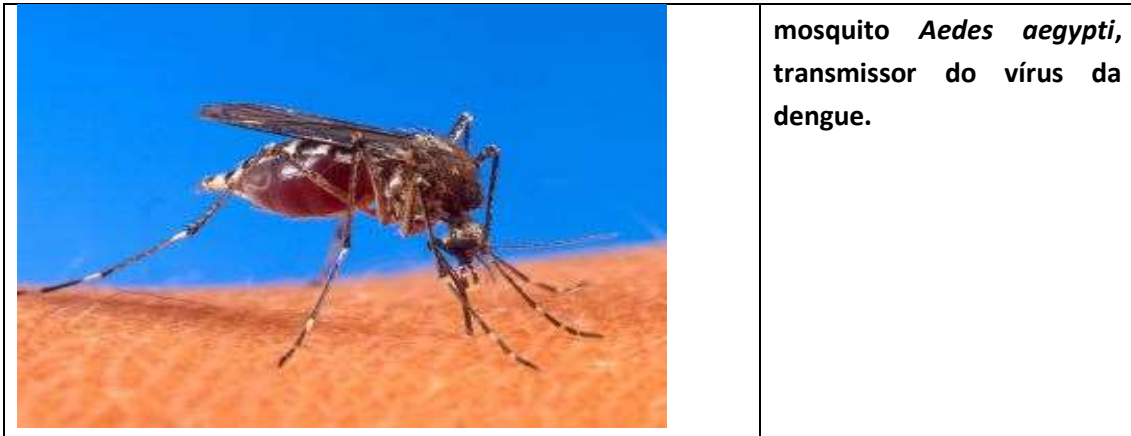 mosquito Aedes aegypti,
transmissor do vírus da
dengue.